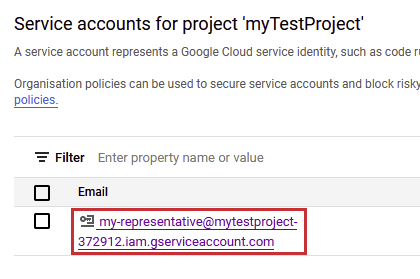 Service accounts for project 'myTestProject'
A service account represents a Google Cloud service identity, such as code
Organisation policies can be used to secure service accounts and block risky
policies.
Filter Enter property name or value
Email
my-representative@mytestproject-
372912.iam.gserviceaccount.com